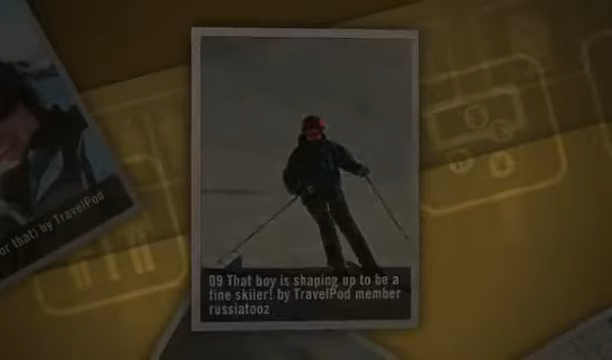 or that) by TravelPod
09 That boy is shaping up to be a
fine skiier! by TravelPod member
russiatooz